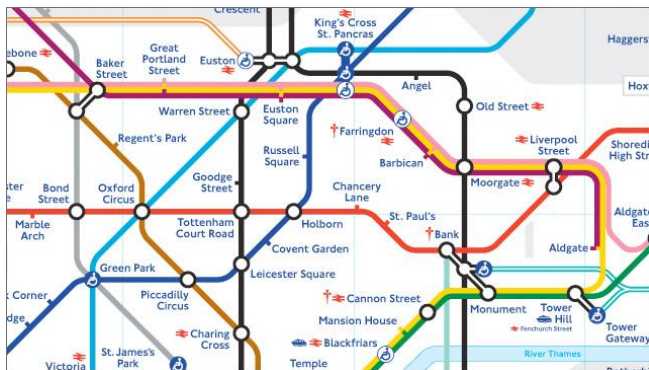 Crescent
King's Cross
St. Pancras
Haggers
ebone
Baker
Street
Great
Portland
Street
Euston
Angel
Hox
Warren Street
Euston
Square
Farringdon
Old Street
Liverpool
Street
Shoredi
High Str
Regent's Park
Russell
Square
Barbican
Moorgate
Bond
Street
Oxford
Circus
Goodge
Street
Chancery
Lane
ster
Marble
Arch
Tottenham
Court Road
Holborn
St. Paul's
Bank
Aldgate
Eas
Aldgate
Covent Garden
Green Park
Leicester Square
k Corner
dge
Piccadilly
Circus
Cannon Street
Mansion House
Monument
Tower
Hill
Fenchurch Street
Tower
Gateway
Charing
Cross
Blackfriars
Victoria
St. James's
Park
Temple
River Thames